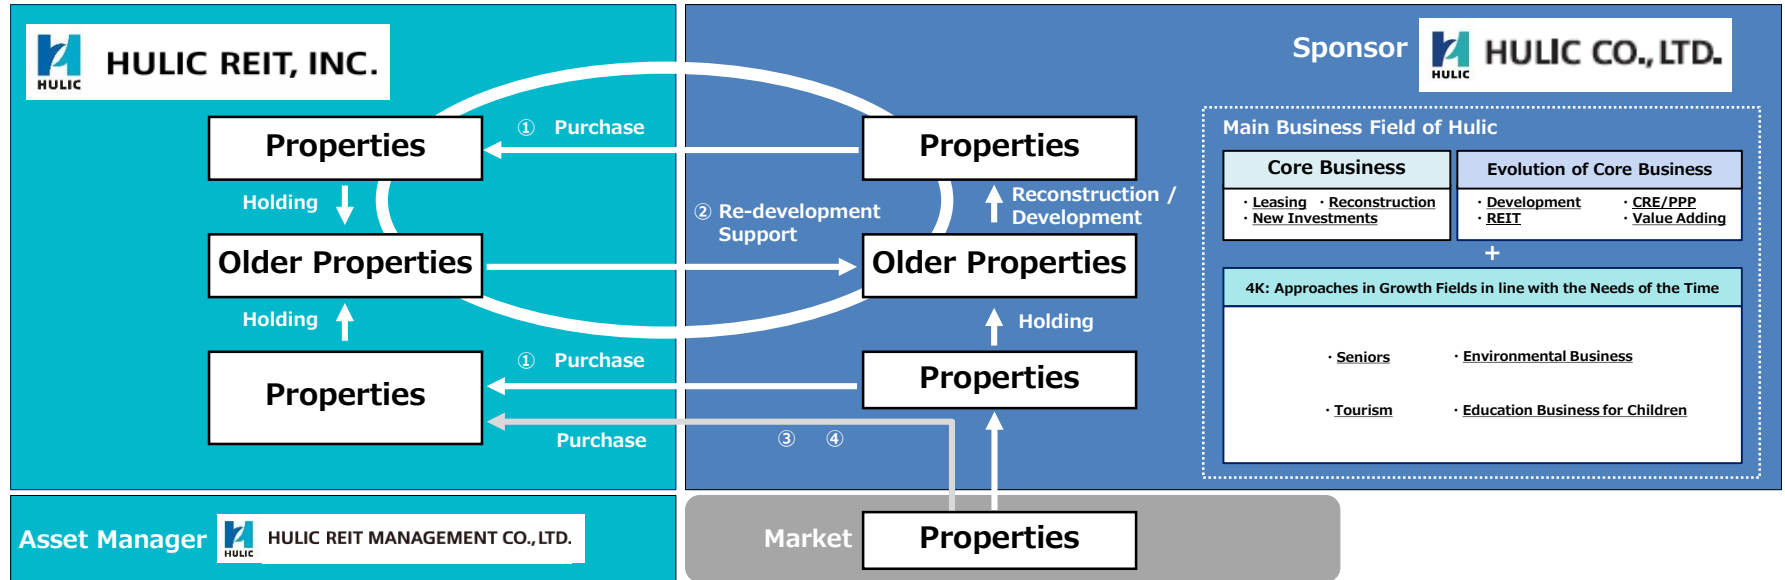 HULIC
HULIC REIT, INC.
Properties
① Purchase
Holding
Older Properties
② Re-development
Support
Holding
① Purchase
Properties
Purchase
③ ④
Sponsor
HULIC
HULIC CO., LTD.
Properties
Reconstruction /
Development
Older Properties
Holding
Properties
Main Business Field of Hulic
Core Business
・Leasing ・Reconstruction
・New Investments
Evolution of Core Business
・Development ・CRE/PPP
・REIT ・Value Adding
+
4K: Approaches in Growth Fields in line with the Needs of the Time
・Seniors ・Environmental Business
・Tourism ・Education Business for Children
Asset Manager
HULIC
HULIC REIT MANAGEMENT CO., LTD.
Market
Properties